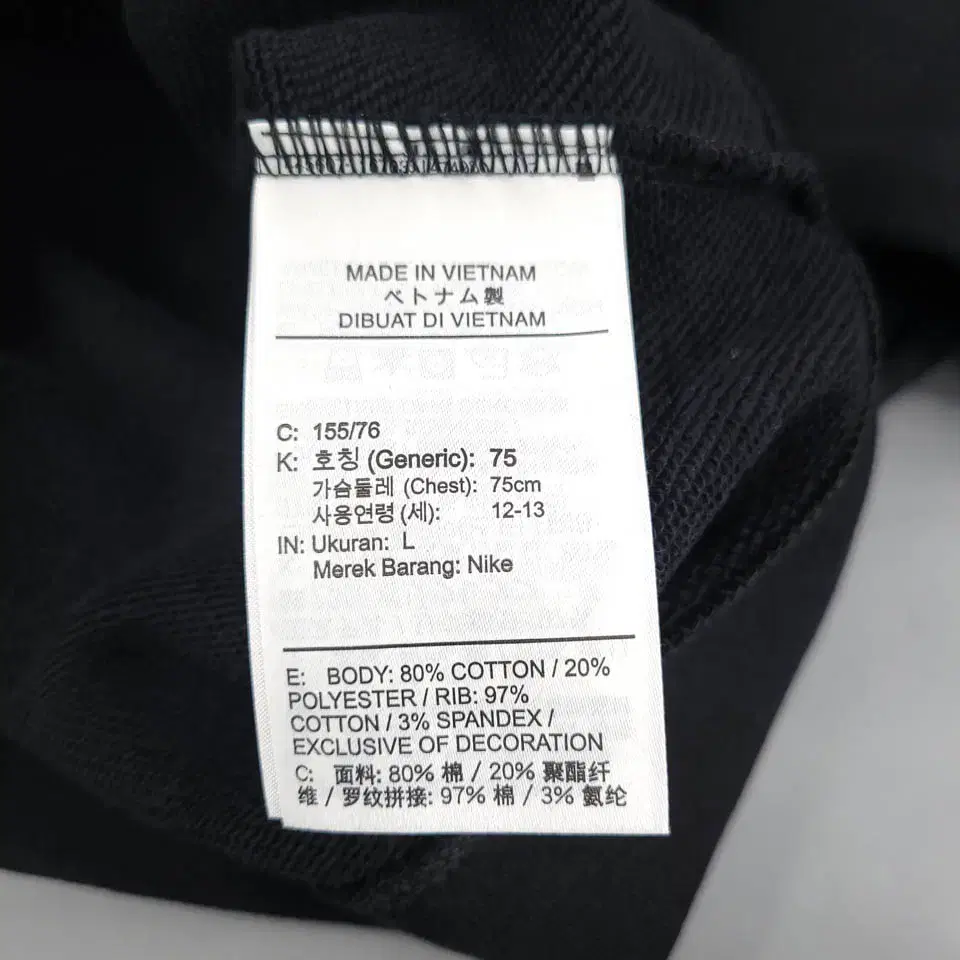 MADE IN VIETNAM
ベトナム製
DIBUAT DI VIETNAM
C: 155/76
K: 호칭 (Generic): 75
가슴둘레 (Chest): 75cm
사용연령 (세): 12-13
IN: Ukuran: L
Merek Barang: Nike
E: BODY: 80% COTTON / 20%
POLYESTER / RIB: 97%
COTTON / 3% SPANDEX /
EXCLUSIVE OF DECORATION
C: 面料: 80% 棉 / 20% 聚酯纤
维 / 罗纹拼接: 97% 棉 / 3% 氨纶